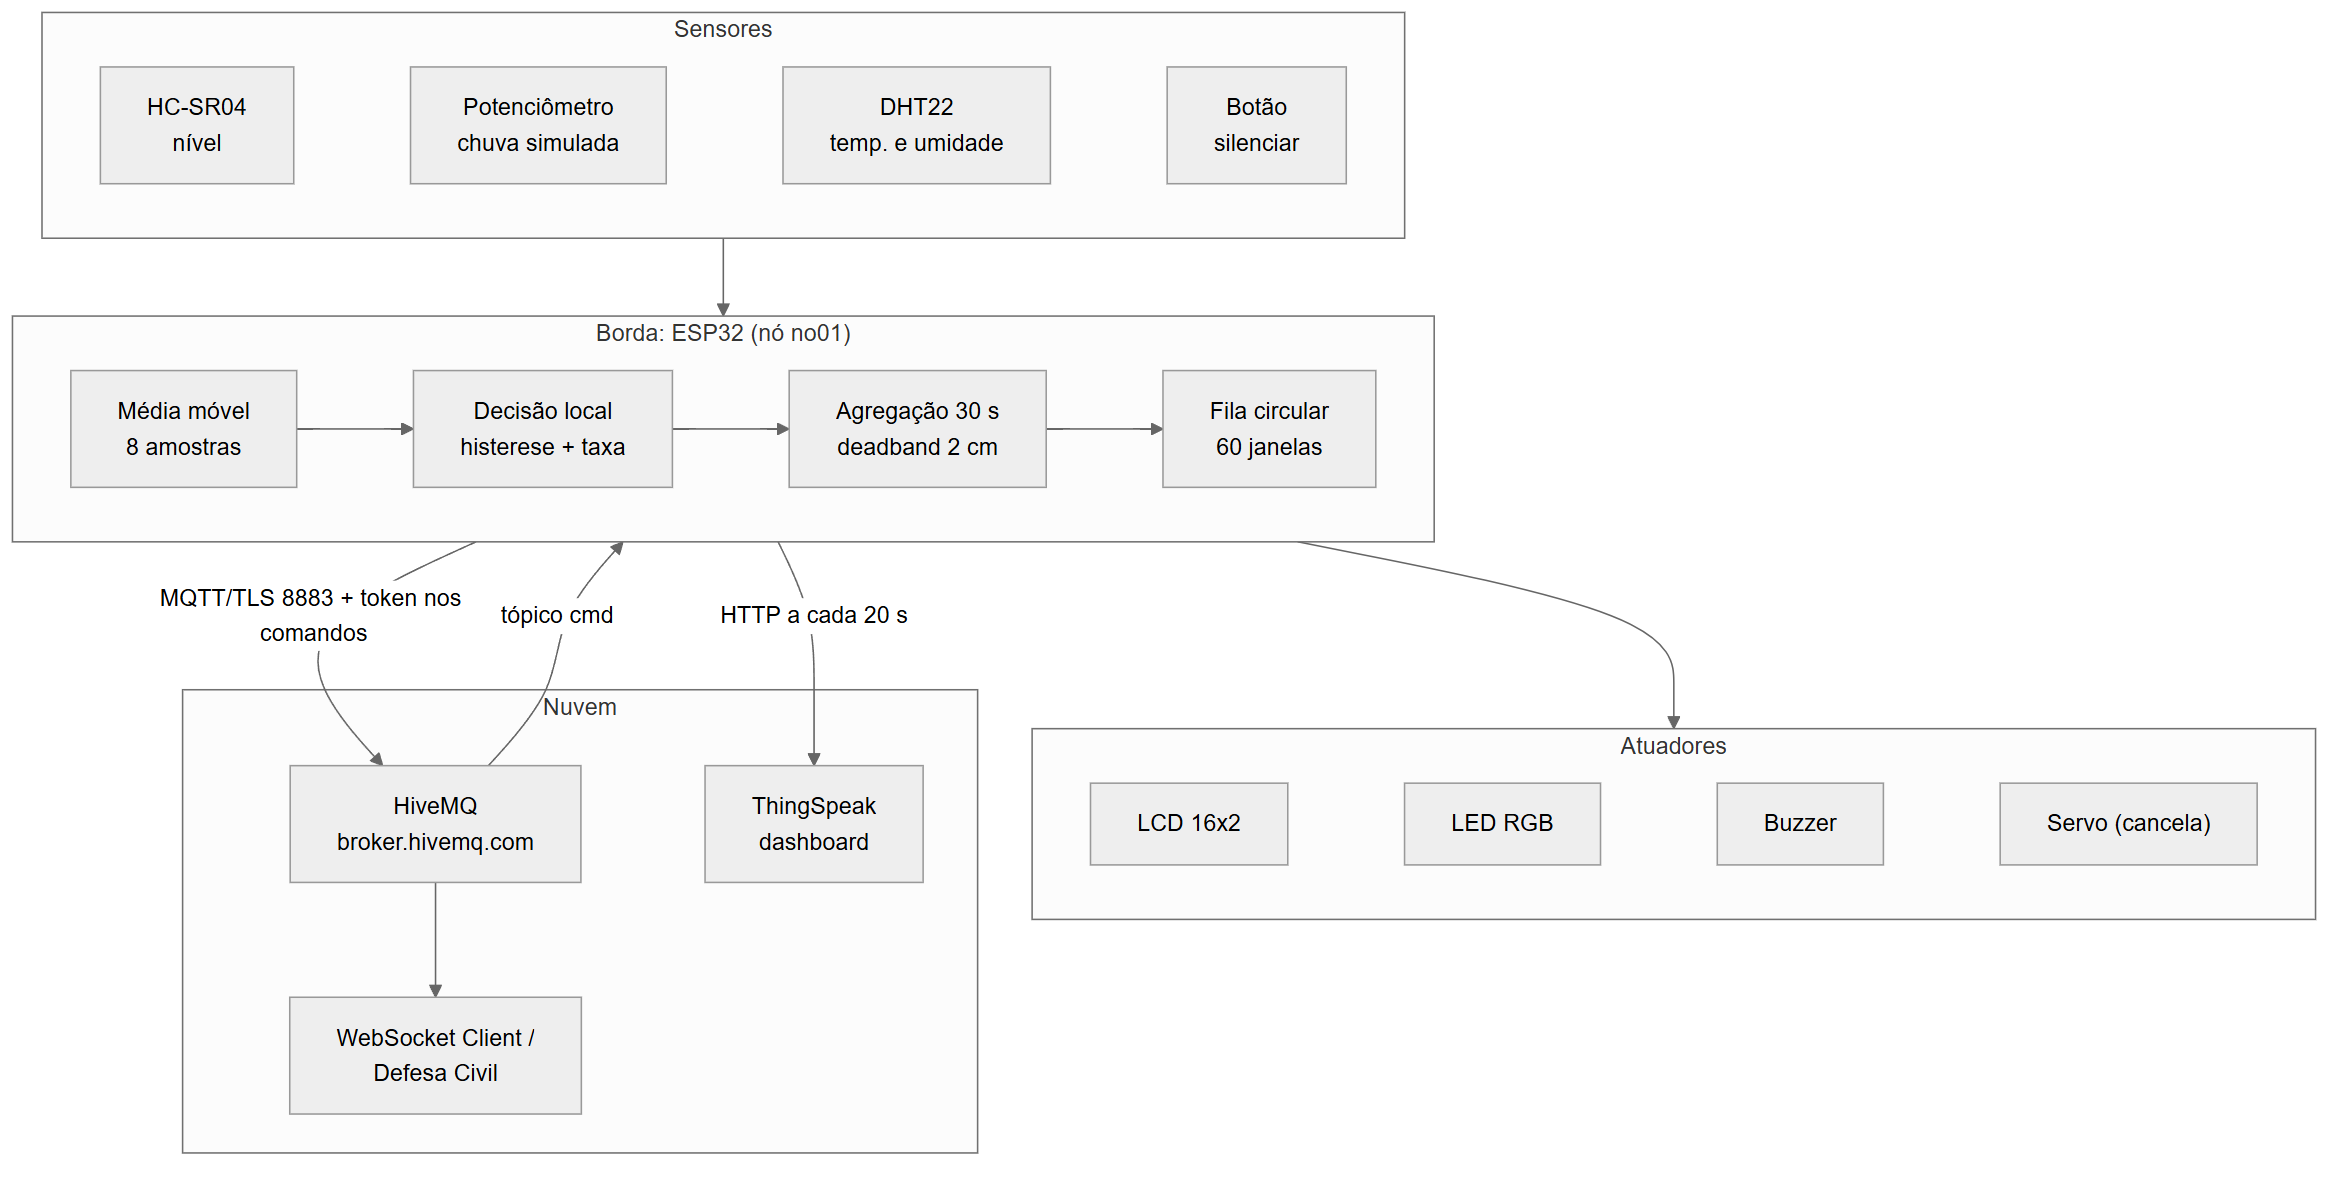 Sensores
HC-SR04
nível
Potenciômetro
chuva simulada
DHT22
temp. e umidade
Botão
silenciar
Borda: ESP32 (nó no01)
Média móvel
8 amostras
Decisão local
histerese + taxa
Agregação 30 s
deadband 2 cm
Fila circular
60 janelas
MQTT/TLS 8883 + token nos
comandos
tópico cmd
HTTP a cada 20 s
Nuvem
HiveMQ
broker.hivemq.com
ThingSpeak
dashboard
WebSocket Client /
Defesa Civil
Atuadores
LCD 16x2
LED RGB
Buzzer
Servo (cancela)